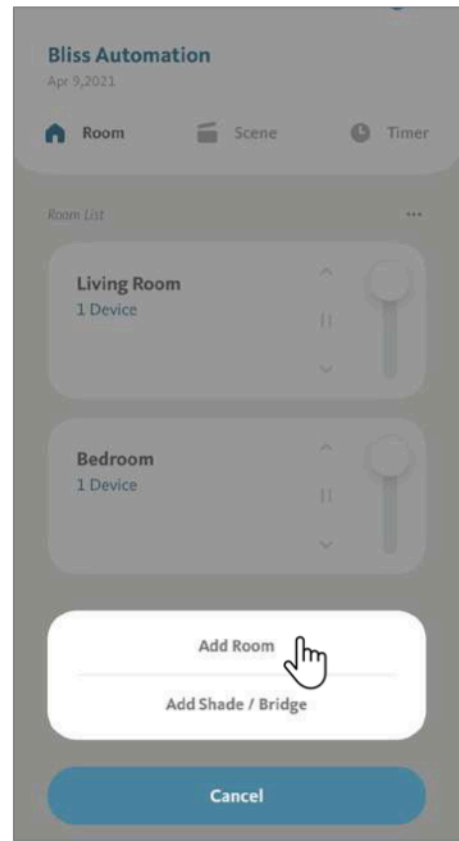 Bliss Automation
Apr 9,2021
Room Scene Timer
Room List
Living Room
1 Device
Bedroom
1 Device
Add Room
Add Shade / Bridge
Cancel